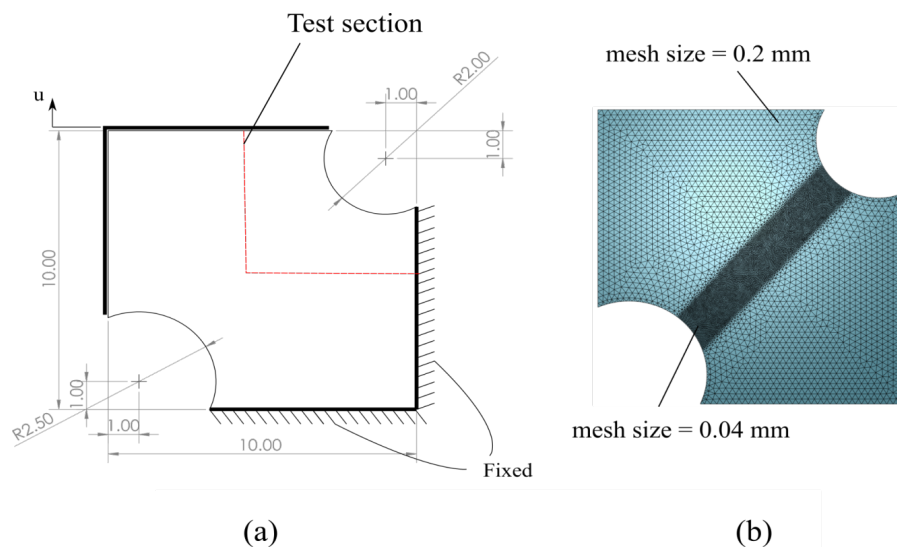 Test section
mesh size = 0.2 mm
R2.00
1.00
u
1.00
10.00
1.00
R2.50
1.00
10.00
mesh size = 0.04 mm
Fixed
(a)
(b)